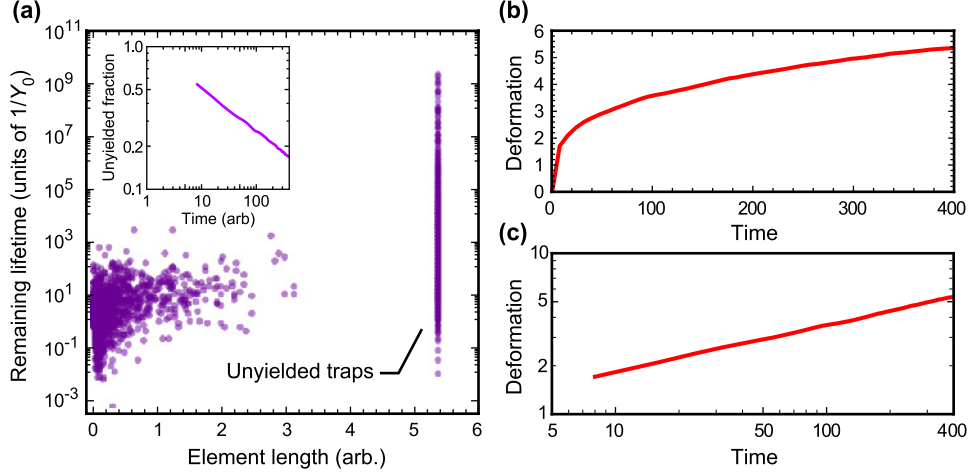 (a)
10^11
10^9
10^7
10^5
10^3
10^1
10^-1
10^-3
Remaining lifetime (units of 1/Y_0)
0 1 2 3 4 5 6
Element length (arb.)
Unyielded traps
1.0
0.5
0.2
0.1
Unyielded fraction
1 10 100
Time (arb)
(b)
6
5
4
3
2
1
0
Deformation
0 100 200 300 400
Time
(c)
10
5
2
1
Deformation
5 10 50 100 400
Time